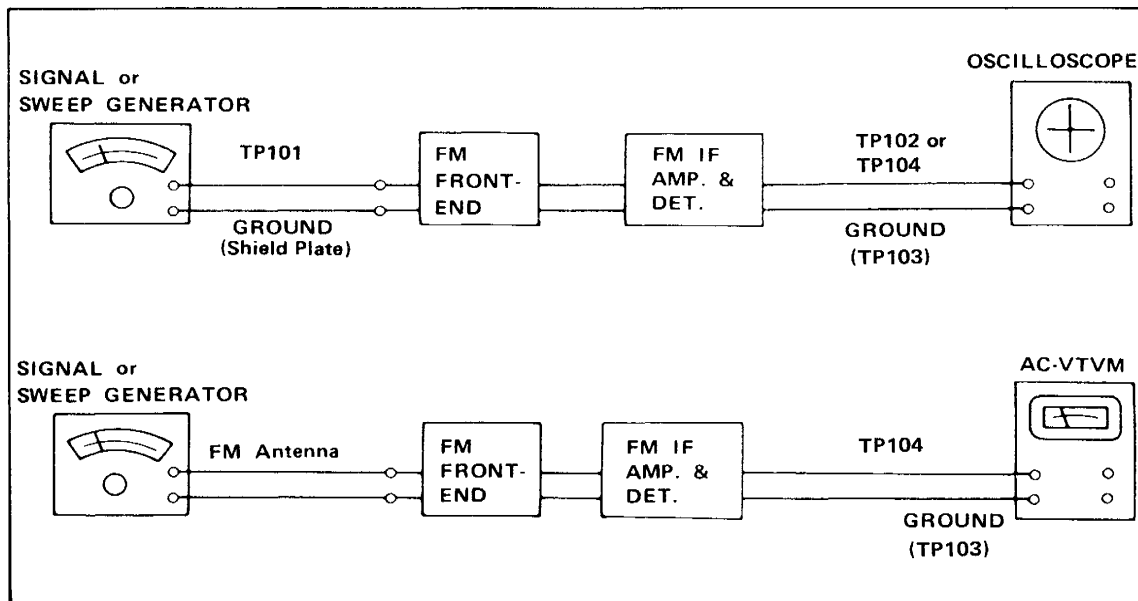 SIGNAL or
SWEEP GENERATOR
TP101
GROUND
(Shield Plate)
FM
FRONT-
END
FM IF
AMP. &
DET.
TP102 or
TP104
GROUND
(TP103)
OSCILLOSCOPE
SIGNAL or
SWEEP GENERATOR
FM Antenna
FM
FRONT-
END
FM IF
AMP. &
DET.
TP104
GROUND
(TP103)
AC-VTVM